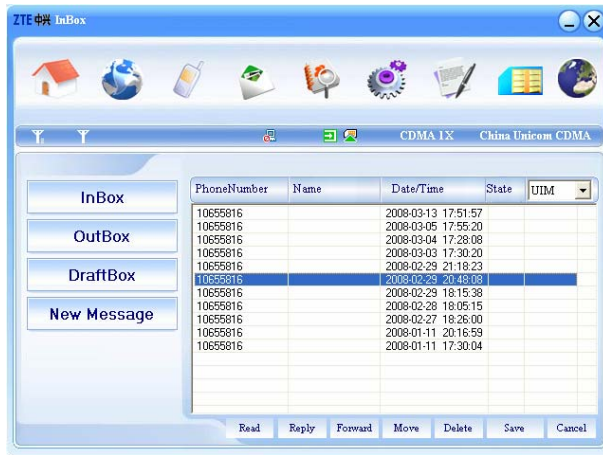 ZTE中兴 InBox
CDMA 1X China Unicom CDMA
InBox
OutBox
DraftBox
New Message
PhoneNumber Name Date/Time State UIM
10655816 2008-03-13 17:51:57
10655816 2008-03-05 17:55:20
10655816 2008-03-04 17:28:08
10655816 2008-03-03 17:30:20
10655816 2008-02-29 21:18:23
10655816 2008-02-29 20:48:08
10655816 2008-02-29 18:15:38
10655816 2008-02-28 18:05:15
10655816 2008-02-27 18:26:00
10655816 2008-01-11 20:16:59
10655816 2008-01-11 17:30:04
Read Reply Forward Move Delete Save Cancel